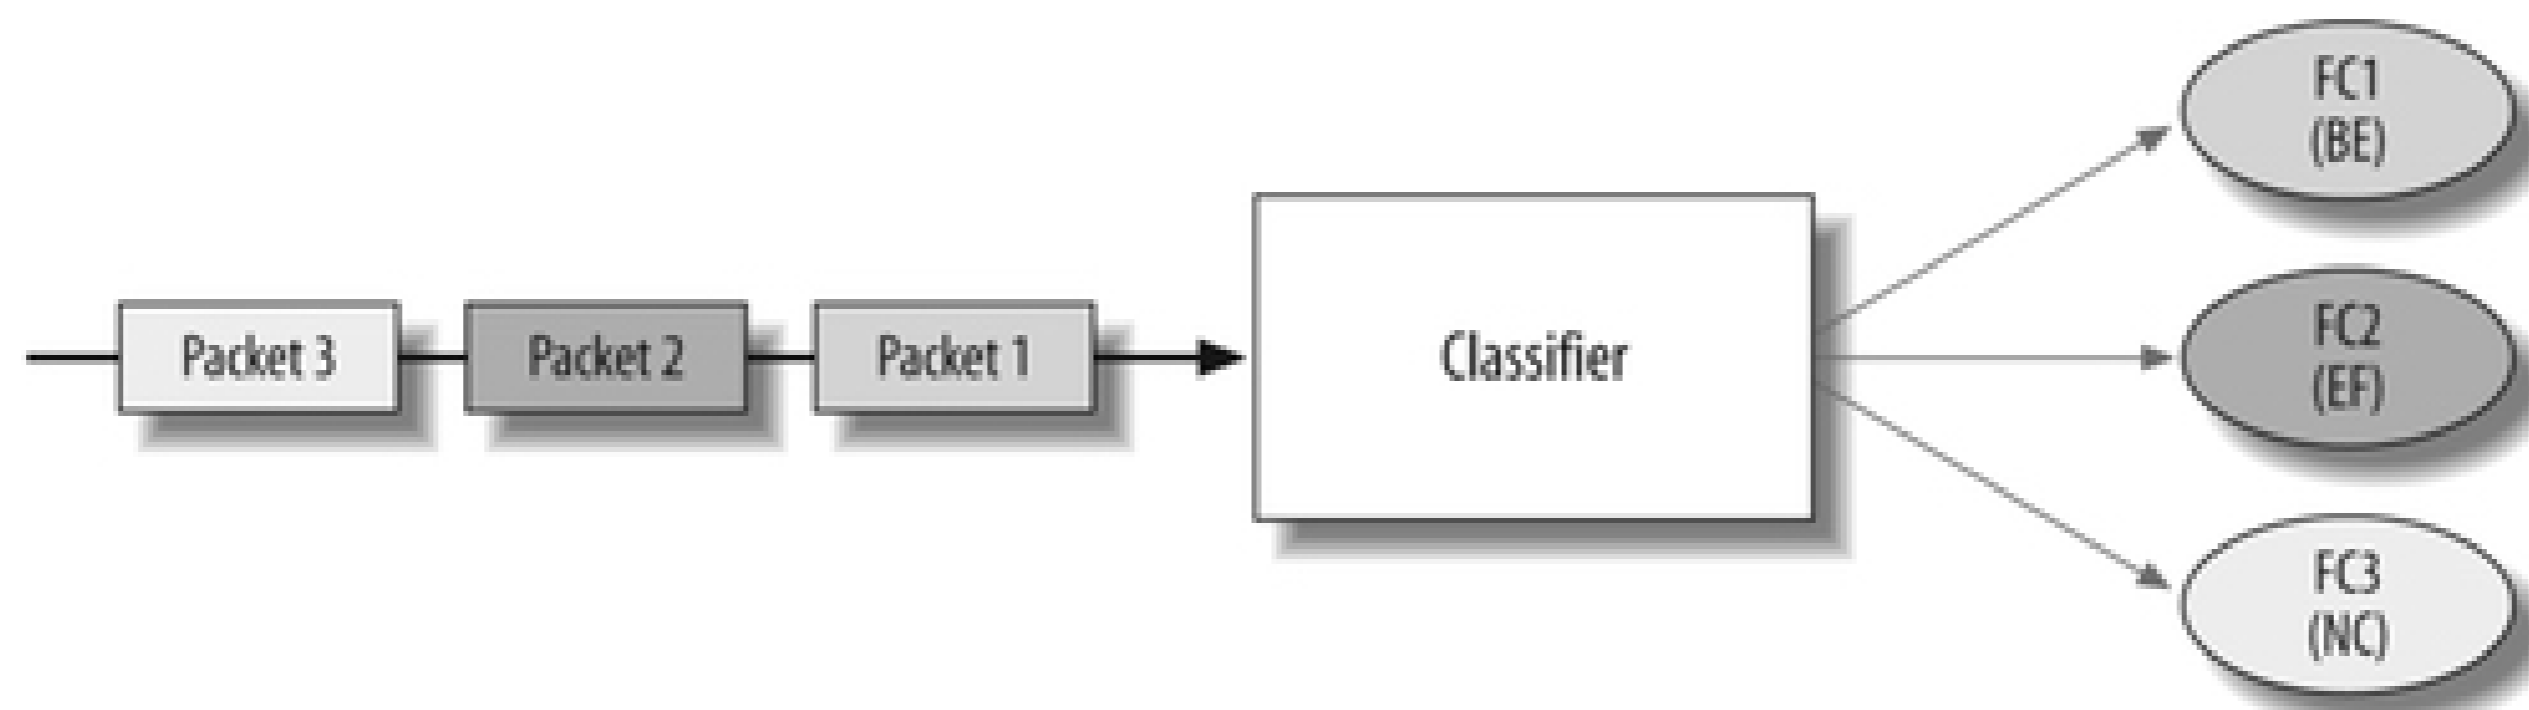 Packet 3
Packet 2
Packet 1
Classifier
FC1
(BE)
FC2
(EF)
FC3
(NC)